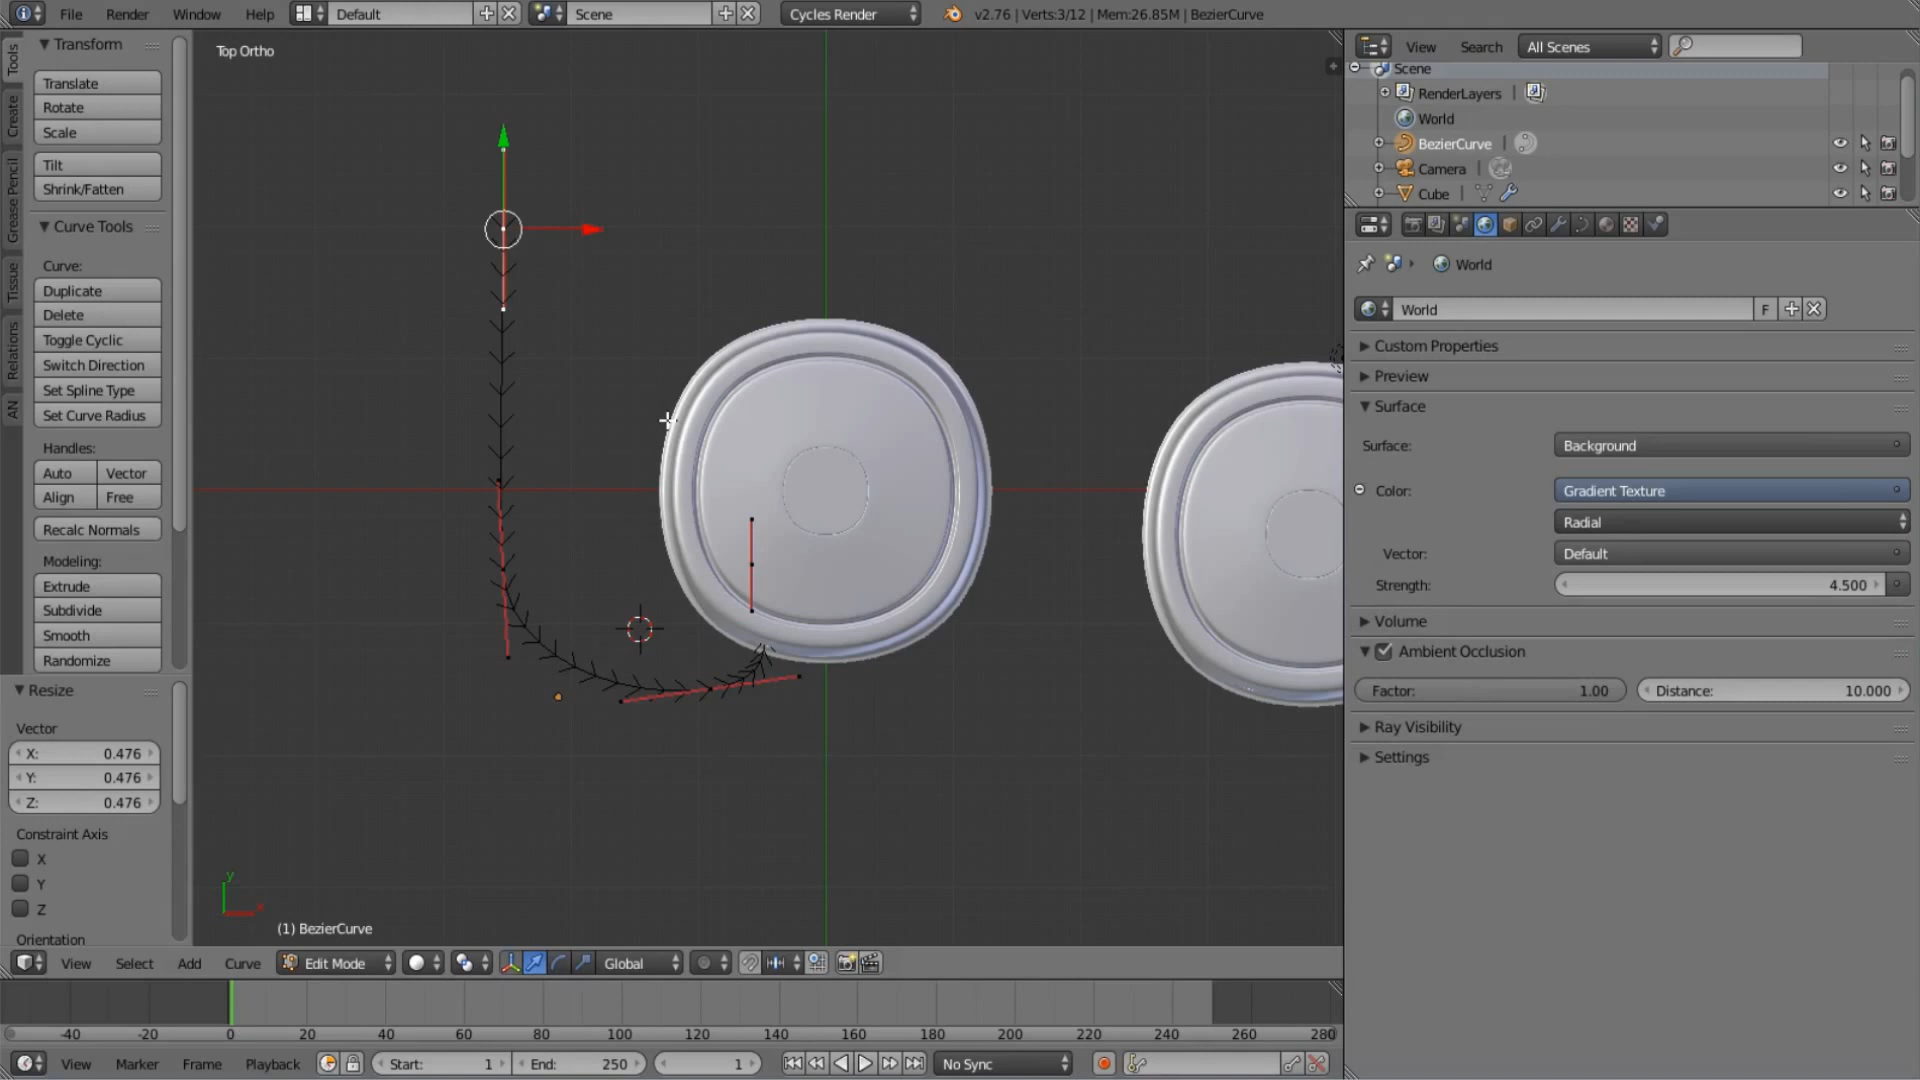 File Render Window Help Default Scene Cycles Render v2.76 | Verts:3/12 | Mem:26.85M | BezierCurve
Tools
Create
Grease Pencil
Tissue
Relations
AN
Transform
Translate
Rotate
Scale
Tilt
Shrink/Fatten
Curve Tools
Curve:
Duplicate
Delete
Toggle Cyclic
Switch Direction
Set Spline Type
Set Curve Radius
Handles:
Auto Vector
Align Free
Recalc Normals
Modeling:
Extrude
Subdivide
Smooth
Randomize
Resize
Vector
X: 0.476
Y: 0.476
Z: 0.476
Constraint Axis
X
Y
Z
Orientation
Top Ortho
y
x
(1) BezierCurve
View Select Add Curve Edit Mode Global
-40 -20 0 20 40 60 80 100 120 140 160 180 200 220 240 260 280
View Marker Frame Playback Start: 1 End: 250 1 No Sync
View Search All Scenes
Scene
RenderLayers |
World
BezierCurve |
Camera |
Cube |
World
World F
Custom Properties
Preview
Surface
Surface: Background
Color: Gradient Texture
Radial
Vector: Default
Strength: 4.500
Volume
Ambient Occlusion
Factor: 1.00 Distance: 10.000
Ray Visibility
Settings